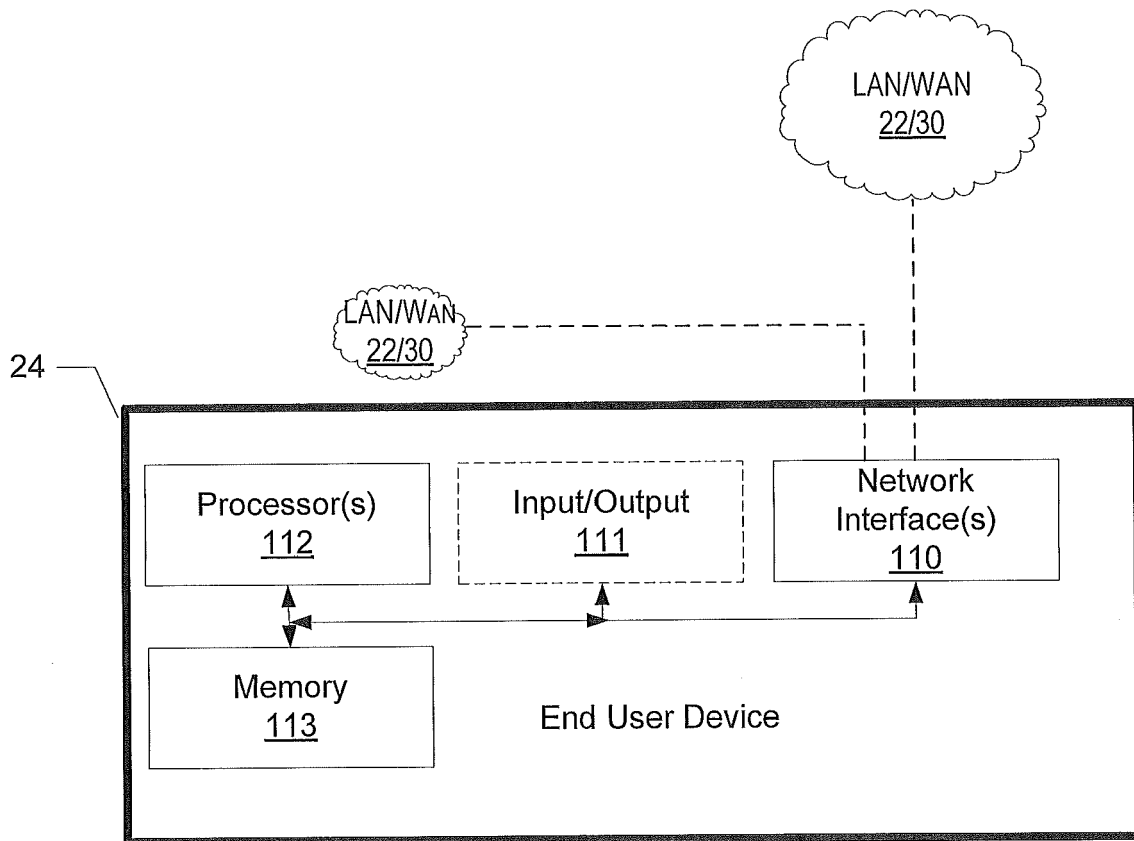 LAN/WAN
22/30
LAN/WAN
22/30
24
Processor(s)
112
Input/Output
111
Network
Interface(s)
110
Memory
113
End User Device